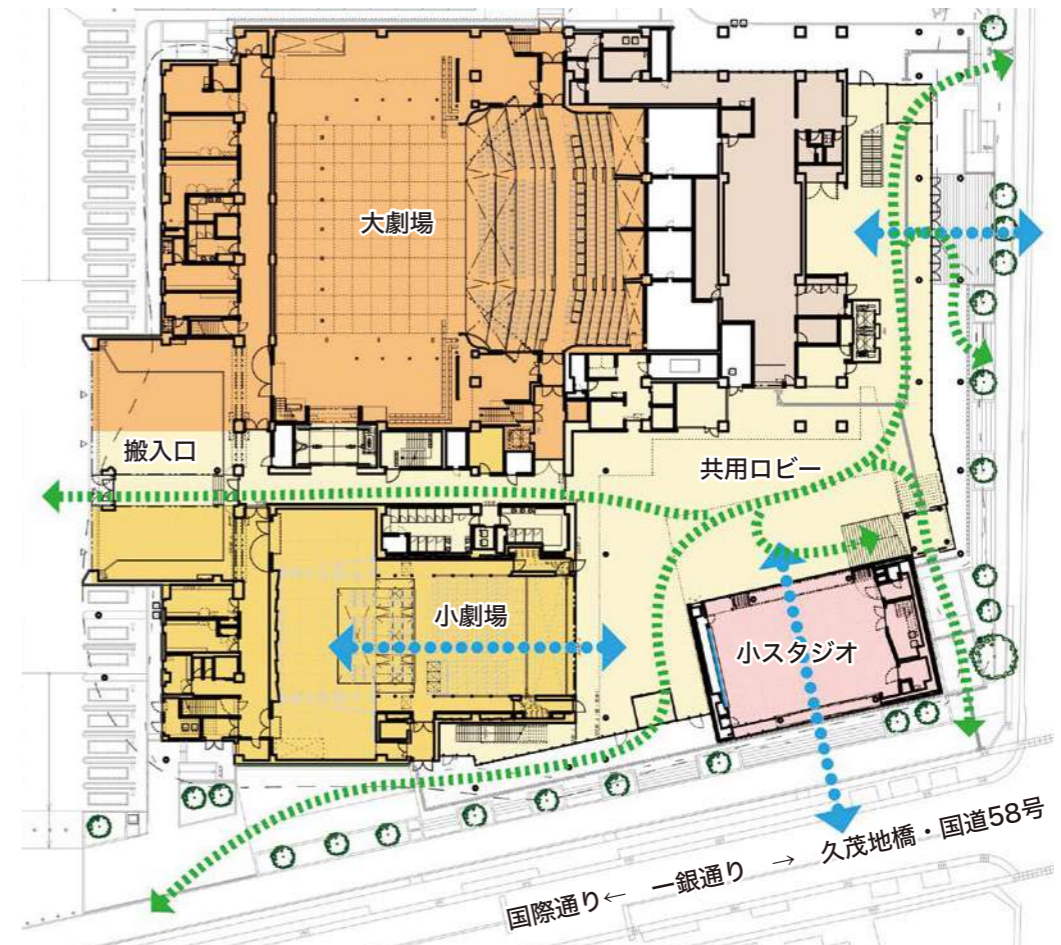 大劇場
搬入口
共用ロビー
小劇場
小スタジオ
国際通り← 一銀通り → 久茂地橋・国道58号